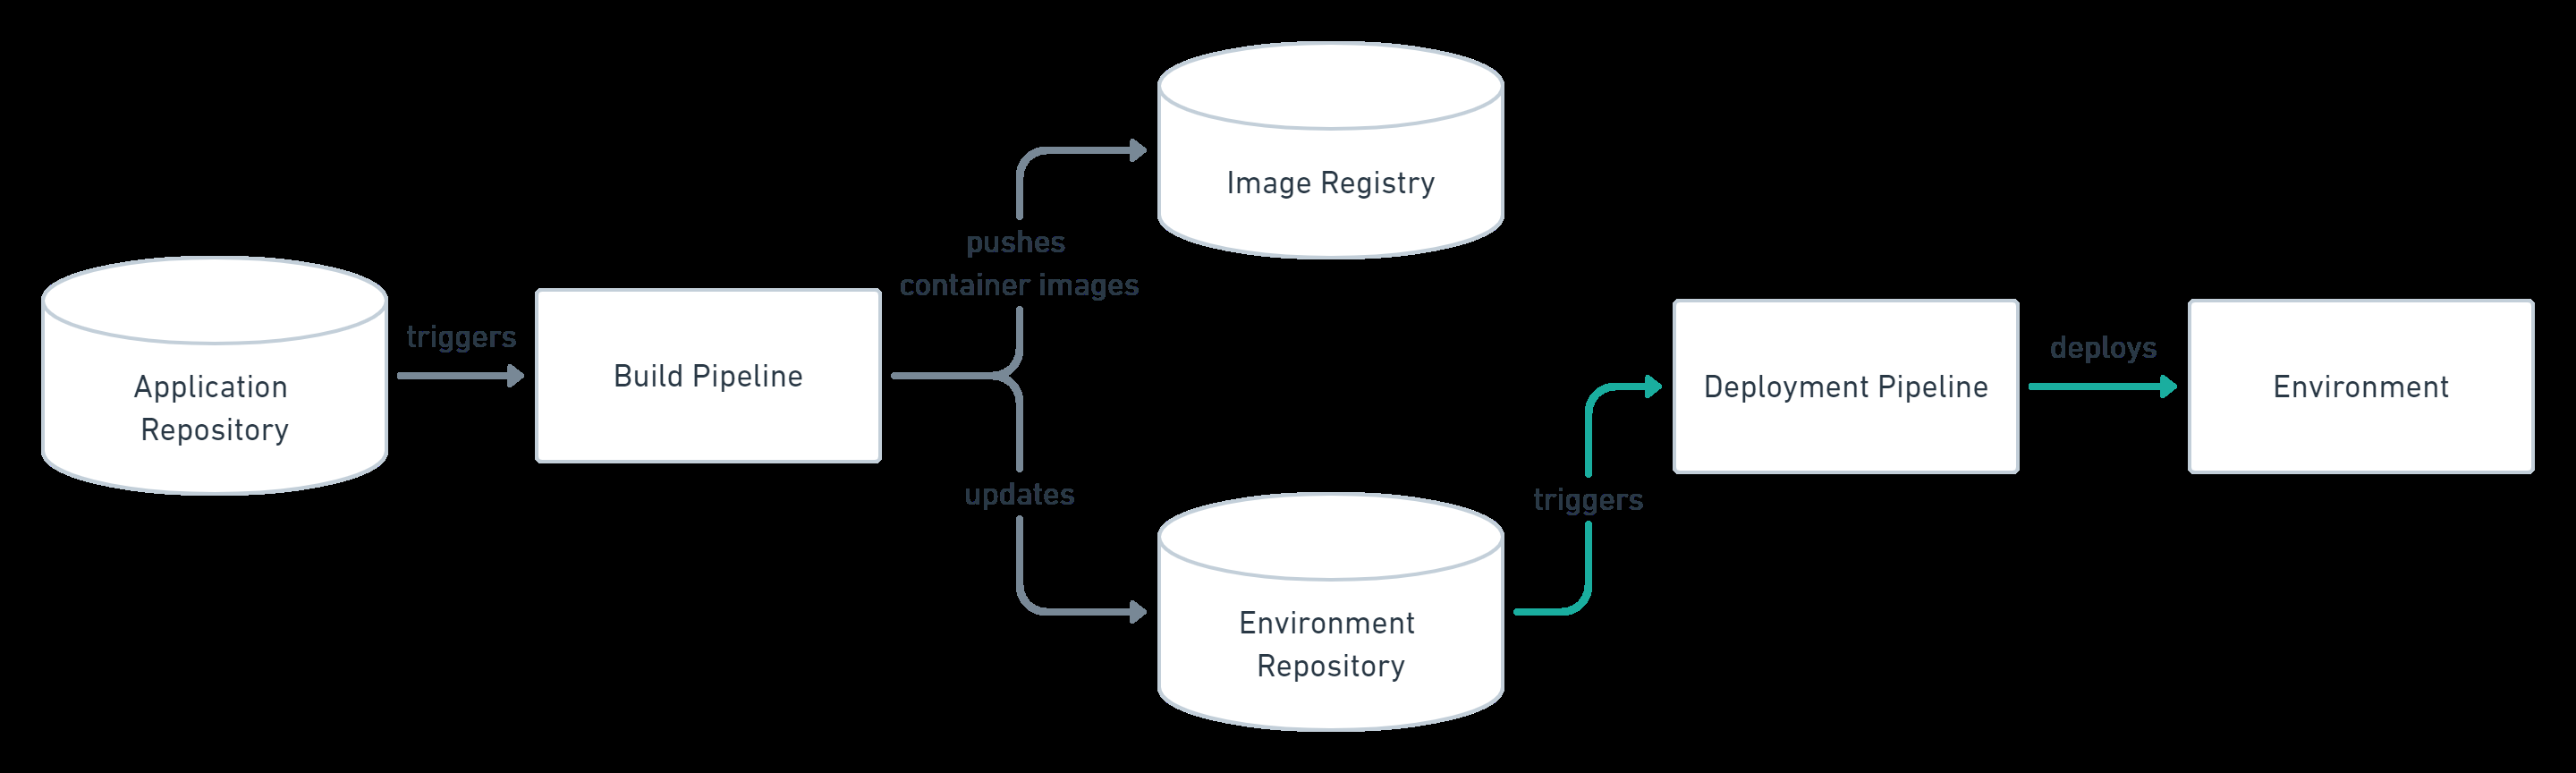 Image Registry
pushes
container images
triggers
Application
Repository
Build Pipeline
updates
Environment
Repository
triggers
Deployment Pipeline
deploys
Environment